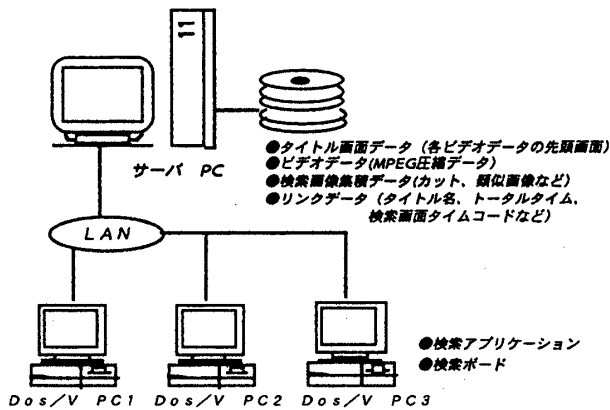 ●タイトル画面データ（各ビデオデータの先頭画面）
●ビデオデータ(MPEG圧縮データ）
サーバ PC
●検索画像集積データ(カット、類似画像など）
●リンクデータ（タイトル名、トータルタイム、
検索画面タイムコードなど）
LAN
●検索アプリケーション
●検索ボード
Dos／V PC1 Dos／V PC2 Dos／V PC3